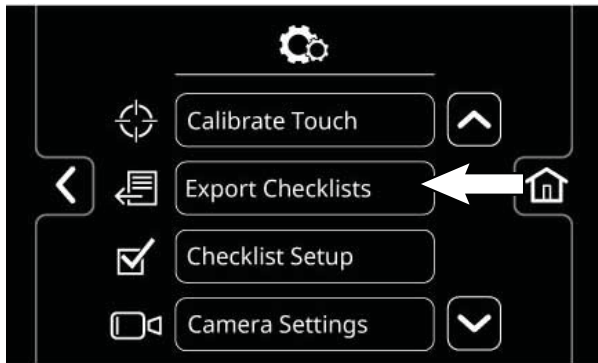 Calibrate Touch
Export Checklists
Checklist Setup
Camera Settings